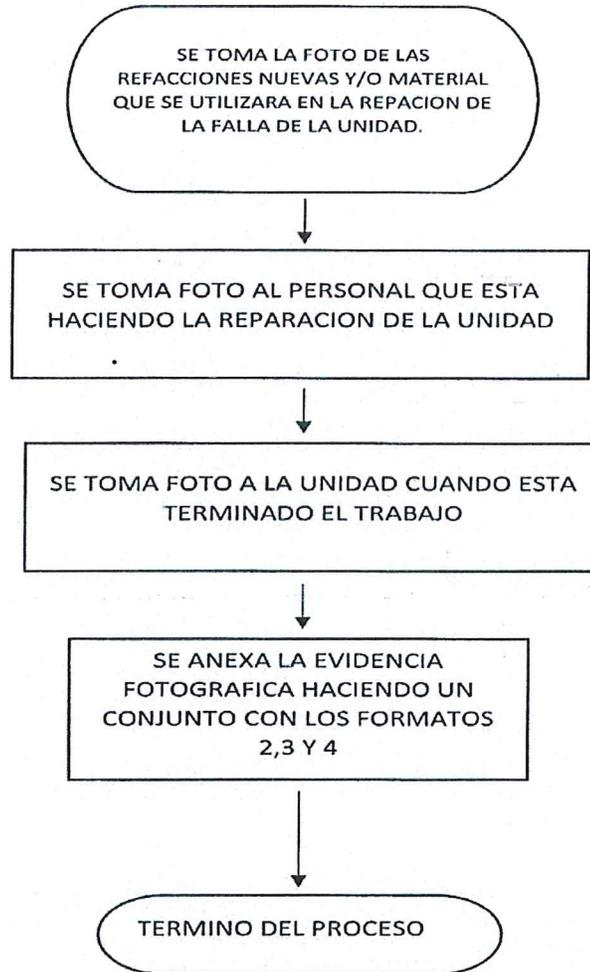 SE TOMA LA FOTO DE LAS
REFACCIONES NUEVAS Y/O MATERIAL
QUE SE UTILIZARA EN LA REPACION DE
LA FALLA DE LA UNIDAD.
SE TOMA FOTO AL PERSONAL QUE ESTA
HACIENDO LA REPARACION DE LA UNIDAD
SE TOMA FOTO A LA UNIDAD CUANDO ESTA
TERMINADO EL TRABAJO
SE ANEXA LA EVIDENCIA
FOTOGRAFICA HACIENDO UN
CONJUNTO CON LOS FORMATOS
2,3 Y 4
TERMINO DEL PROCESO